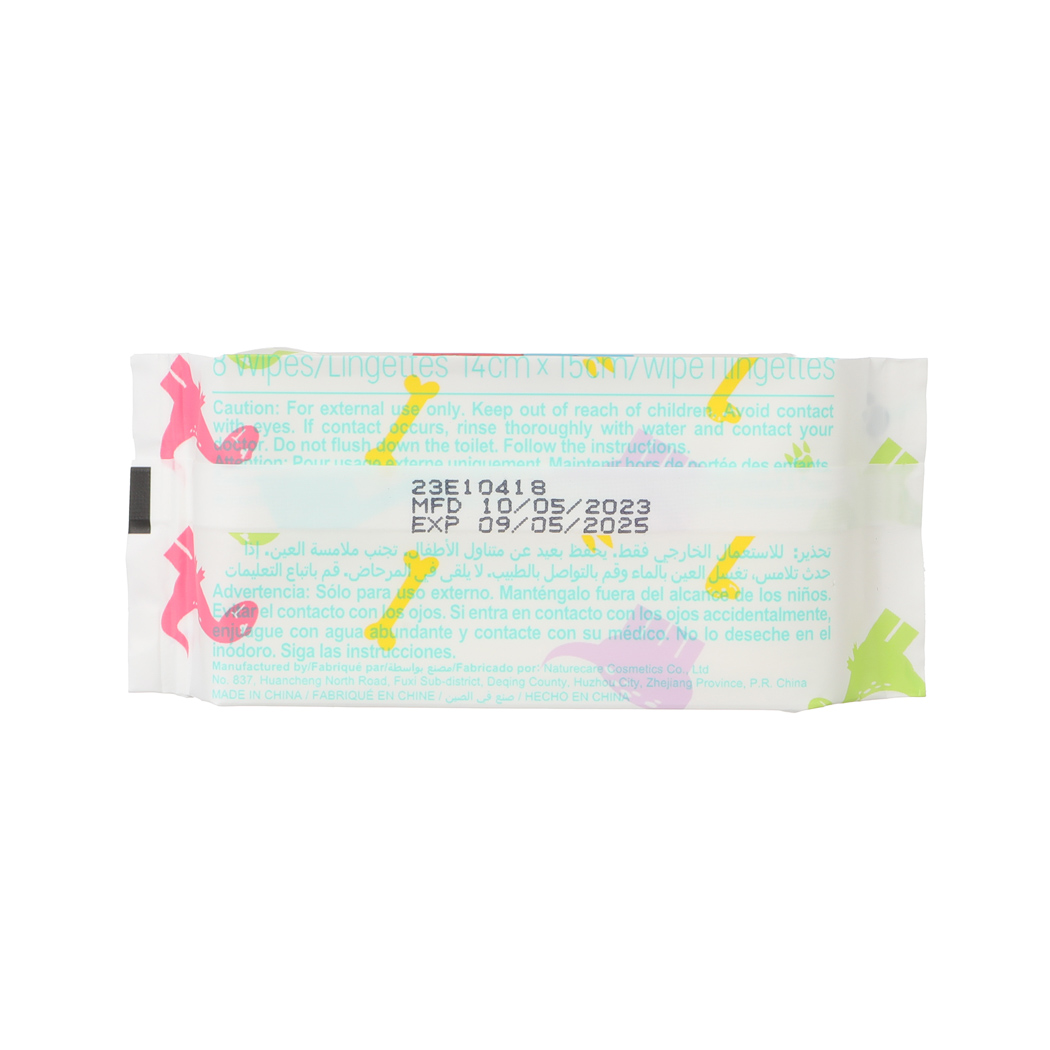 8 Wipes/Lingettes 14cm x 15cm/wipe lingettes
Caution: For external use only. Keep out of reach of children. Avoid contact
with eyes. If contact occurs, rinse thoroughly with water and contact your
doctor. Do not flush down the toilet. Follow the instructions.
Attention: Pour usage externe uniquement. Maintenir hors de portée des enfants.
23E10418
MFD 10/05/2023
EXP 09/05/2025
تحذير: للاستعمال الخارجي فقط. يحفظ بعيد عن متناول الأطفال. تجنب ملامسة العين. إذا
حدث تلامس، تغسل العين بالماء وقم بالتواصل بالطبيب. لا يلقى في المرحاض. قم باتباع التعليمات
Advertencia: Sólo para uso externo. Manténgalo fuera del alcance de los niños.
Evitar el contacto con los ojos. Si entra en contacto con los ojos accidentalmente,
enjuague con agua abundante y contacte con su médico. No lo deseche en el
inodoro. Siga las instrucciones.
Manufactured by/Fabriqué par/مصنع بواسطة/Fabricado por: Naturecare Cosmetics Co., Ltd
No. 837, Huancheng North Road, Fuxi Sub-district, Deqing County, Huzhou City, Zhejiang Province, P.R. China
MADE IN CHINA / FABRIQUÉ EN CHINE / صنع في الصين / HECHO EN CHINA